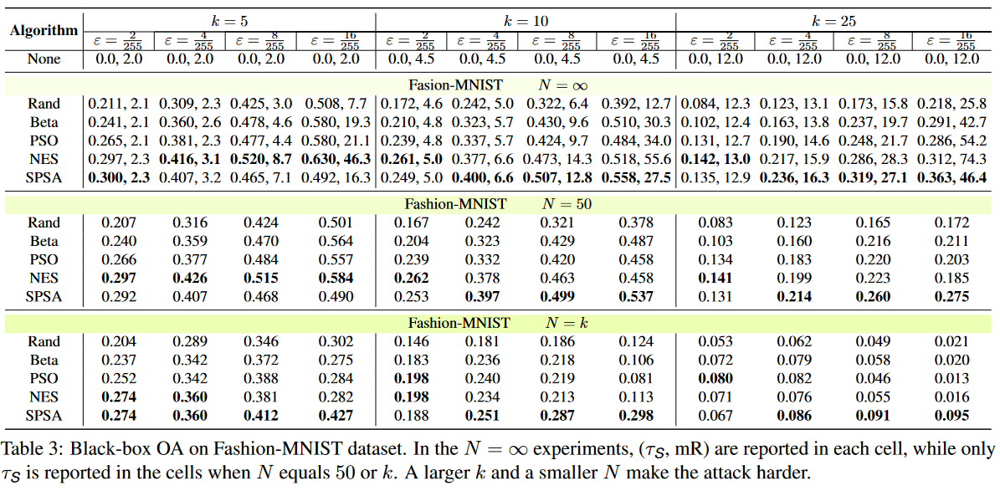 Algorithm k = 5 k = 10 k = 25
ε = 2/255 ε = 4/255 ε = 8/255 ε = 16/255 ε = 2/255 ε = 4/255 ε = 8/255 ε = 16/255 ε = 2/255 ε = 4/255 ε = 8/255 ε = 16/255
None 0.0, 2.0 0.0, 2.0 0.0, 2.0 0.0, 2.0 0.0, 4.5 0.0, 4.5 0.0, 4.5 0.0, 4.5 0.0, 12.0 0.0, 12.0 0.0, 12.0 0.0, 12.0
Fasion-MNIST N = ∞
Rand 0.211, 2.1 0.309, 2.3 0.425, 3.0 0.508, 7.7 0.172, 4.6 0.242, 5.0 0.322, 6.4 0.392, 12.7 0.084, 12.3 0.123, 13.1 0.173, 15.8 0.218, 25.8
Beta 0.241, 2.1 0.360, 2.6 0.478, 4.6 0.580, 19.3 0.210, 4.8 0.323, 5.7 0.430, 9.6 0.510, 30.3 0.102, 12.4 0.163, 13.8 0.237, 19.7 0.291, 42.7
PSO 0.265, 2.1 0.381, 2.3 0.477, 4.4 0.580, 21.1 0.239, 4.8 0.337, 5.7 0.424, 9.7 0.484, 34.0 0.131, 12.7 0.190, 14.6 0.248, 21.7 0.286, 54.2
NES 0.297, 2.3 0.416, 3.1 0.520, 8.7 0.630, 46.3 0.261, 5.0 0.377, 6.6 0.473, 14.3 0.518, 55.6 0.142, 13.0 0.217, 15.9 0.286, 28.3 0.312, 74.3
SPSA 0.300, 2.3 0.407, 3.2 0.465, 7.1 0.492, 16.3 0.249, 5.0 0.400, 6.6 0.507, 12.8 0.558, 27.5 0.135, 12.9 0.236, 16.3 0.319, 27.1 0.363, 46.4
Fashion-MNIST N = 50
Rand 0.207 0.316 0.424 0.501 0.167 0.242 0.321 0.378 0.083 0.123 0.165 0.172
Beta 0.240 0.359 0.470 0.564 0.204 0.323 0.429 0.487 0.103 0.160 0.216 0.211
PSO 0.266 0.377 0.484 0.557 0.239 0.332 0.420 0.458 0.134 0.183 0.220 0.203
NES 0.297 0.426 0.515 0.584 0.262 0.378 0.463 0.458 0.141 0.199 0.223 0.185
SPSA 0.292 0.407 0.468 0.490 0.253 0.397 0.499 0.537 0.131 0.214 0.260 0.275
Fashion-MNIST N = k
Rand 0.204 0.289 0.346 0.302 0.146 0.181 0.186 0.124 0.053 0.062 0.049 0.021
Beta 0.237 0.342 0.372 0.275 0.183 0.236 0.218 0.106 0.072 0.079 0.058 0.020
PSO 0.252 0.342 0.388 0.284 0.198 0.240 0.219 0.081 0.080 0.082 0.046 0.013
NES 0.274 0.360 0.381 0.282 0.198 0.234 0.213 0.113 0.071 0.076 0.055 0.016
SPSA 0.274 0.360 0.412 0.427 0.188 0.251 0.287 0.298 0.067 0.086 0.091 0.095
Table 3: Black-box OA on Fashion-MNIST dataset. In the N = ∞ experiments, (τS, mR) are reported in each cell, while only
τS is reported in the cells when N equals 50 or k. A larger k and a smaller N make the attack harder.